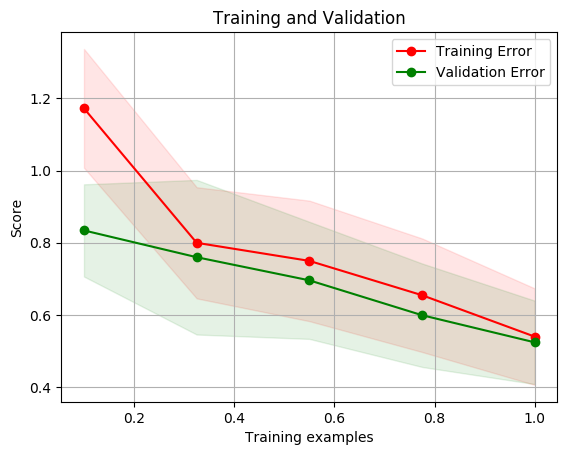 Training and Validation
Training Error
Validation Error
Score
1.2
1.0
0.8
0.6
0.4
0.2 0.4 0.6 0.8 1.0
Training examples